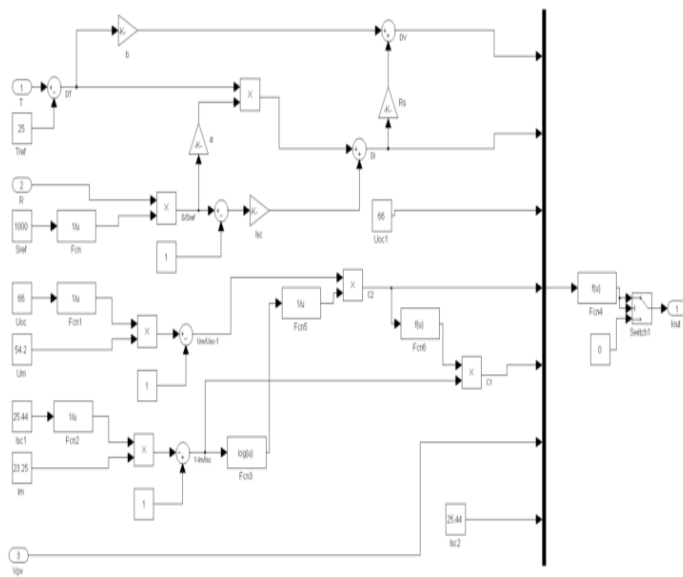 -K-
b
DV
1
T
DT
25
Tref
×
-K-
a
-K-
Rs
DI
2
R
1000
Sref
1/u
Fcn
×
S/Sref
K-
Isc
1
66
Uoc1
66
Uoc
1/u
Fcn1
54.2
Um
×
Um/Uoc-1
1
1/u
Fcn5
×
C2
f(u)
Fcn6
×
C1
f(u)
Fcn4
0
Switch1
1
Iout
25.44
Isc1
1/u
Fcn2
23.25
Im
×
1-Im/Isc
1
log(u)
Fcn3
25.44
Isc2
3
Vpv